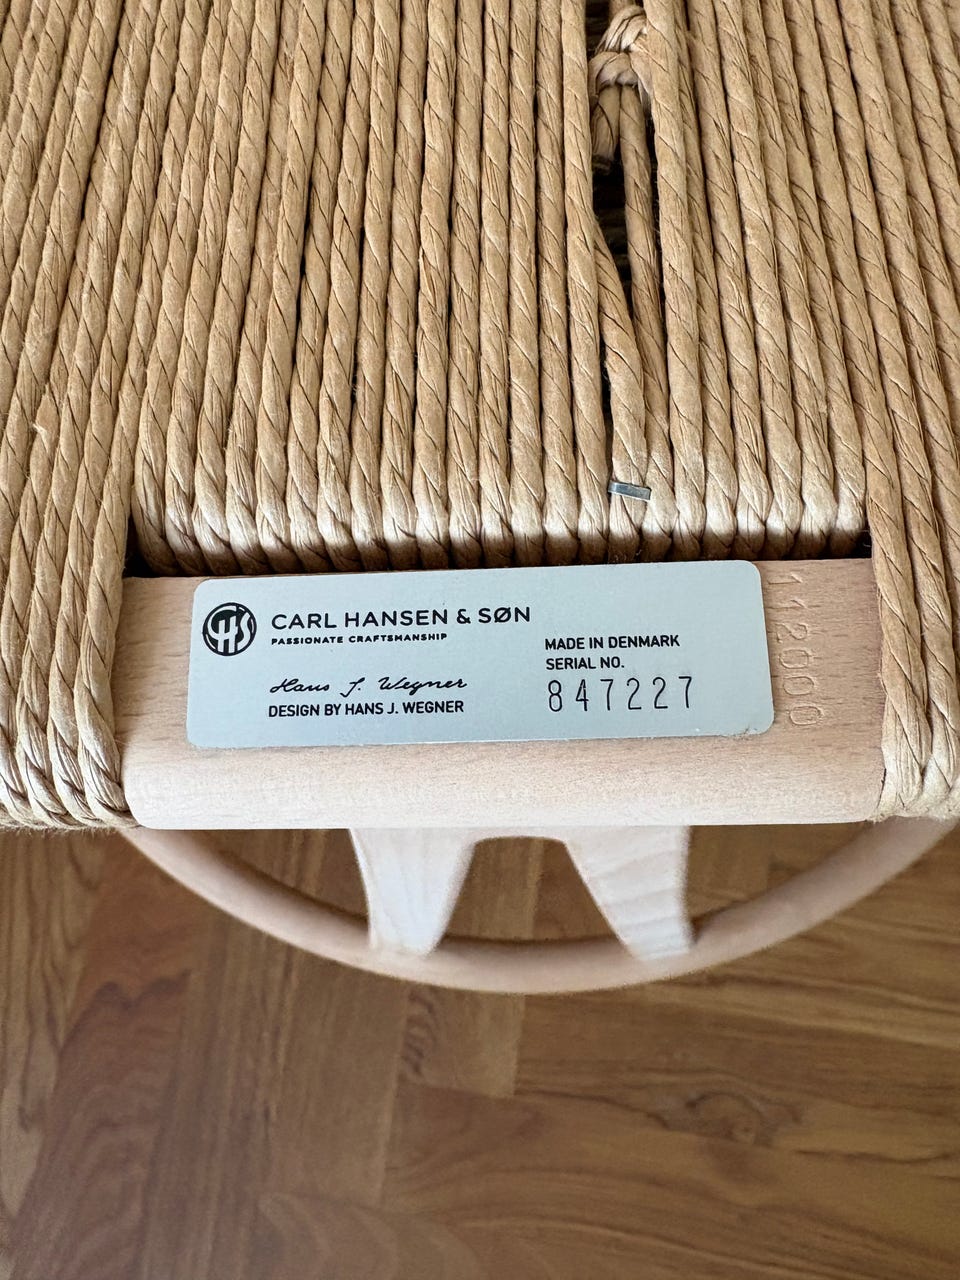 CARL HANSEN & SØN
PASSIONATE CRAFTSMANSHIP
Hans J. Wegner
DESIGN BY HANS J. WEGNER
MADE IN DENMARK
SERIAL NO.
847227
112000